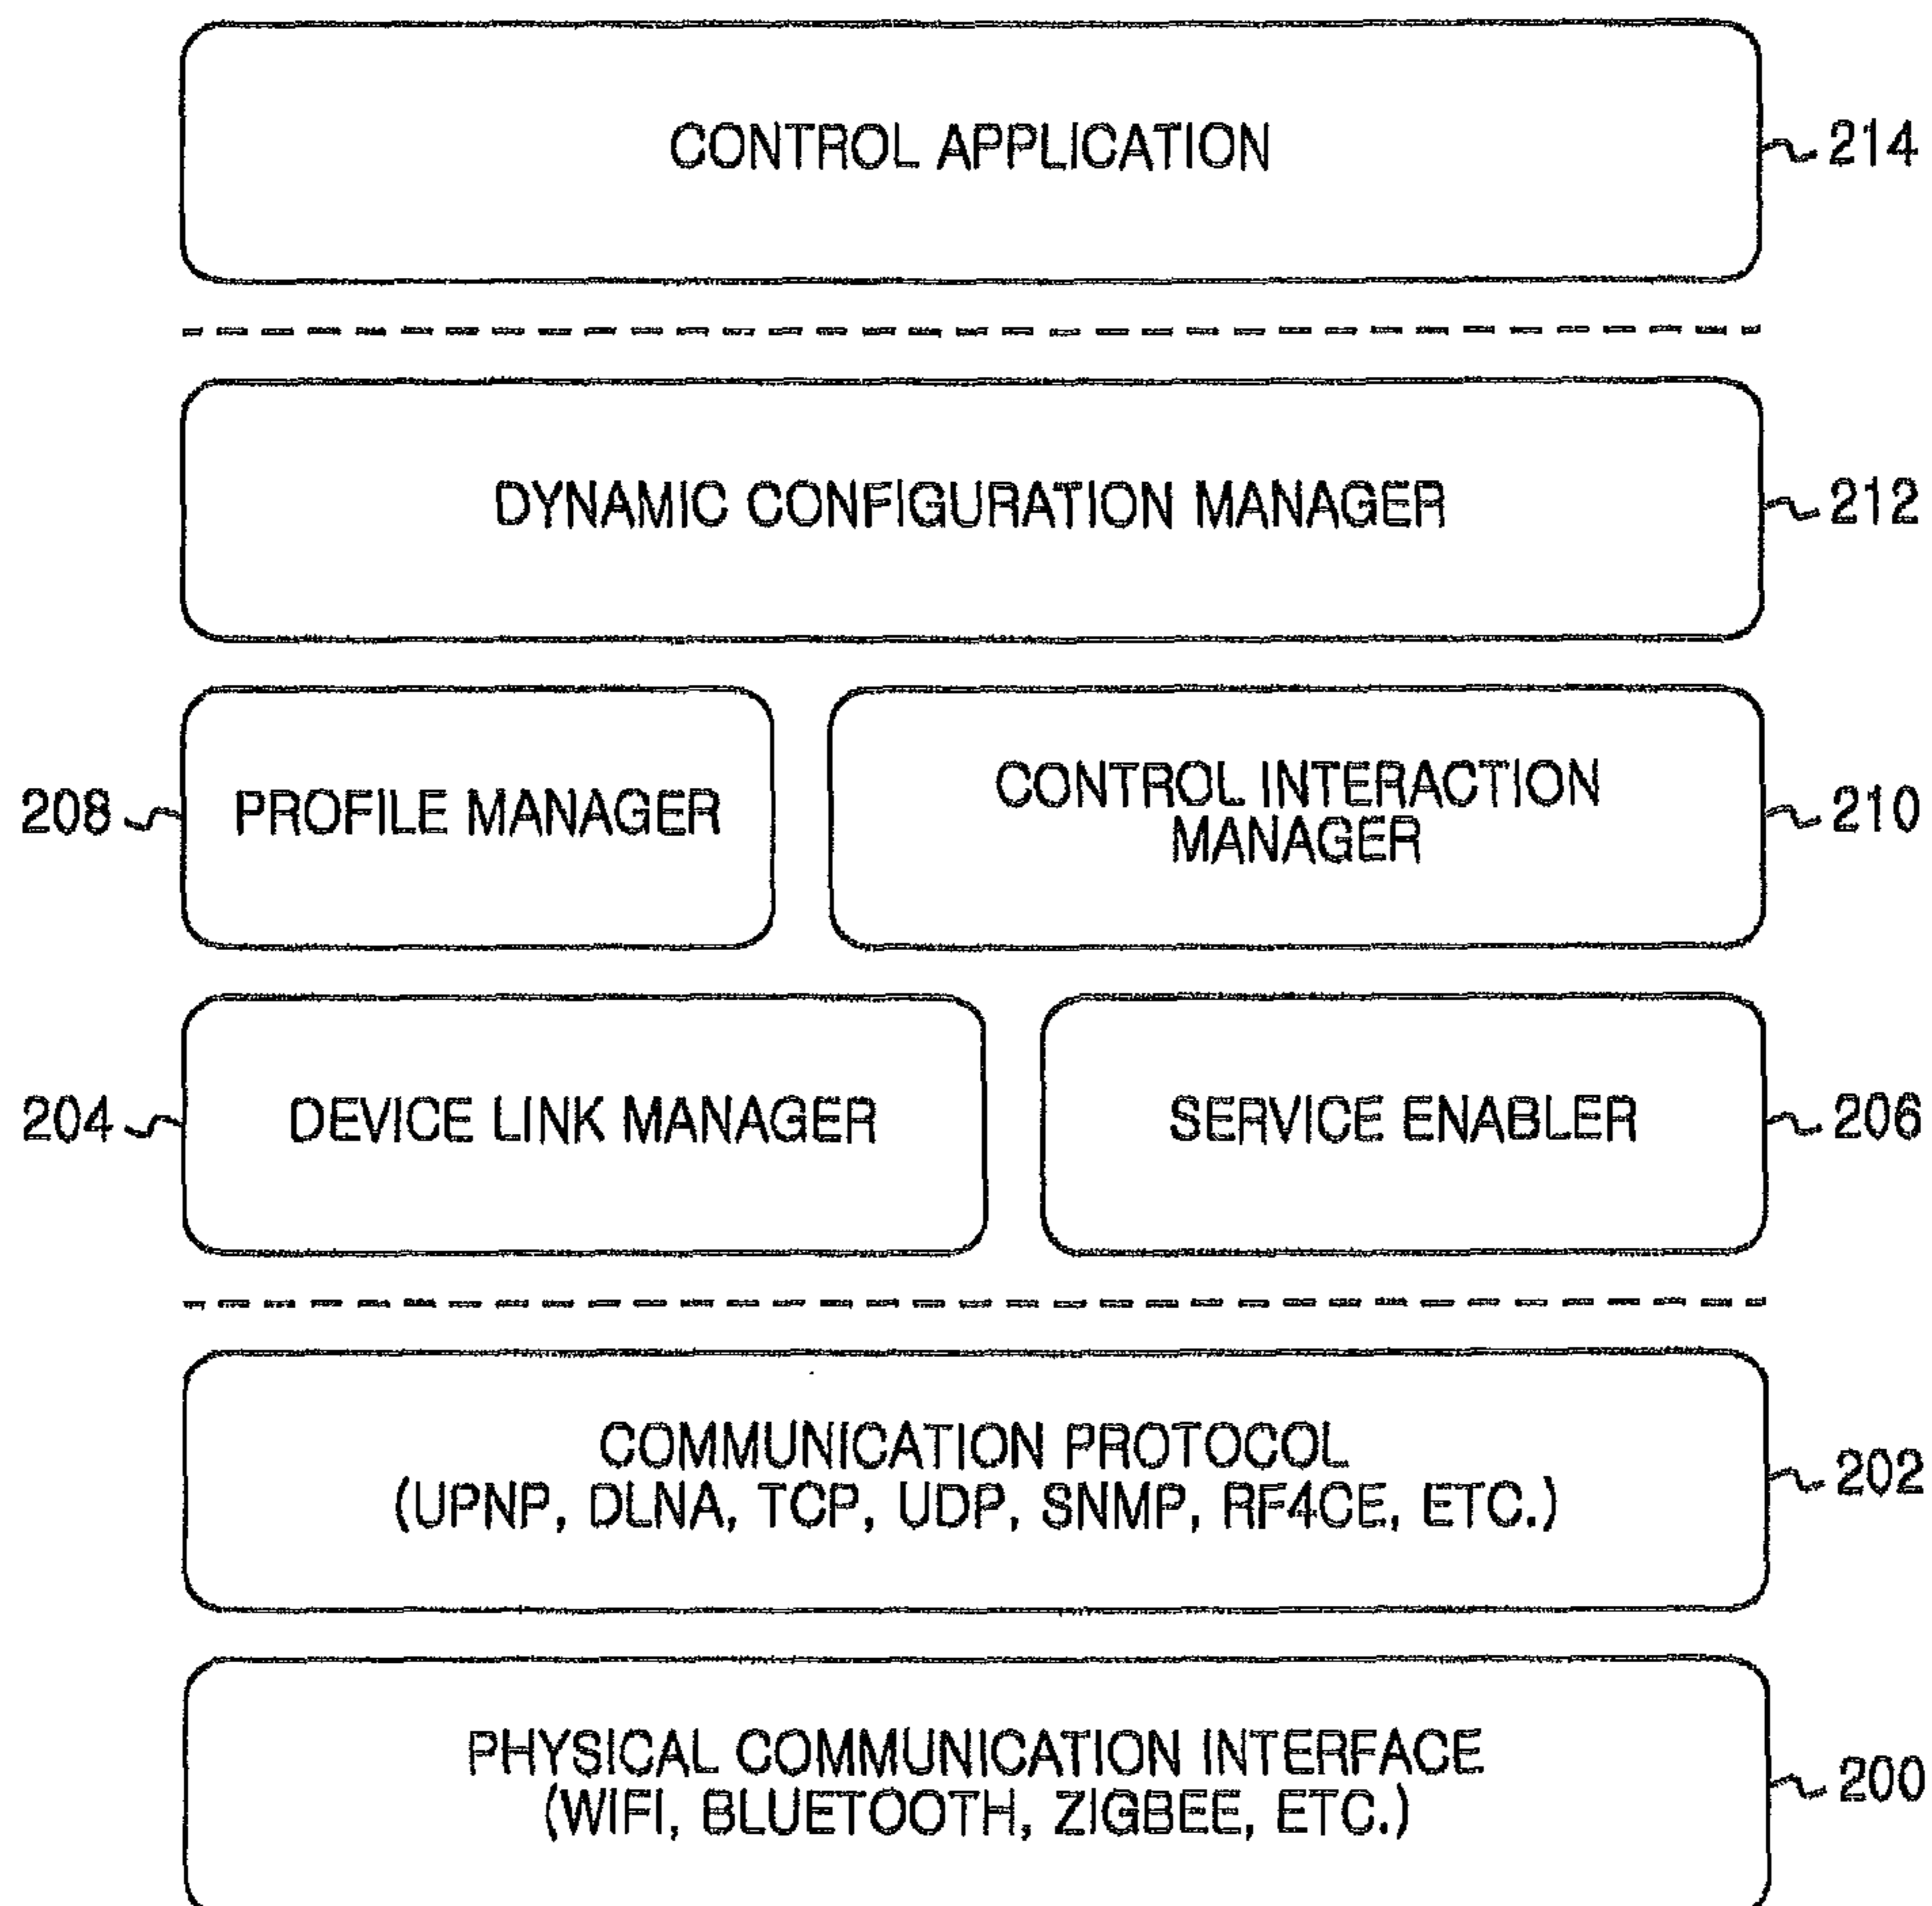 CONTROL APPLICATION
214
DYNAMIC CONFIGURATION MANAGER
212
208
PROFILE MANAGER
CONTROL INTERACTION
MANAGER
210
204
DEVICE LINK MANAGER
SERVICE ENABLER
206
COMMUNICATION PROTOCOL
(UPNP, DLNA, TCP, UDP, SNMP, RF4CE, ETC.)
202
PHYSICAL COMMUNICATION INTERFACE
(WIFI, BLUETOOTH, ZIGBEE, ETC.)
200